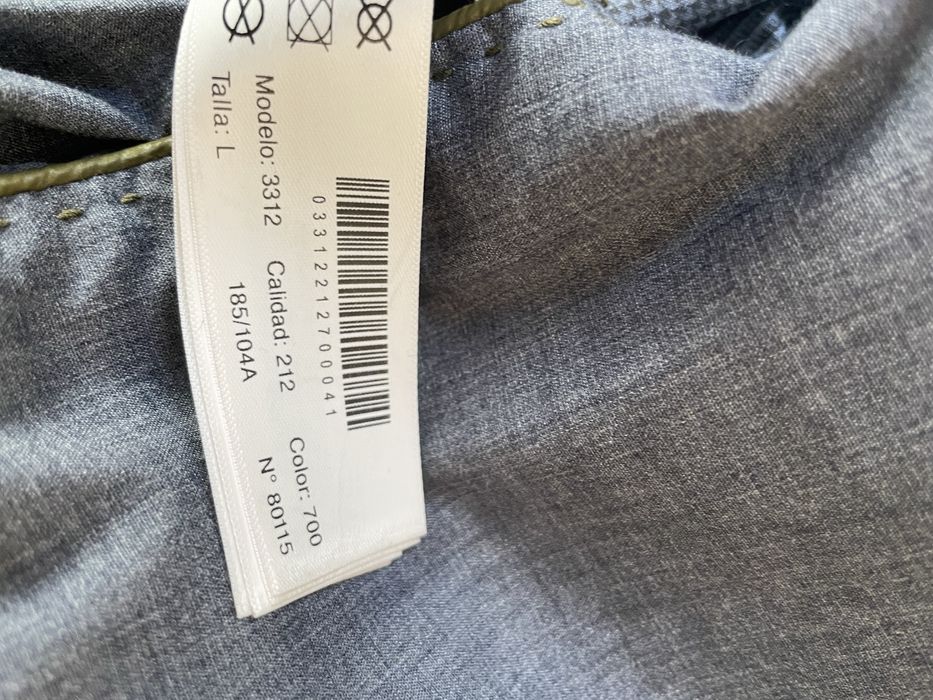 03312212700041
Modelo: 3312 Calidad: 212 Color: 700
Talla: L 185/104A N° 80115